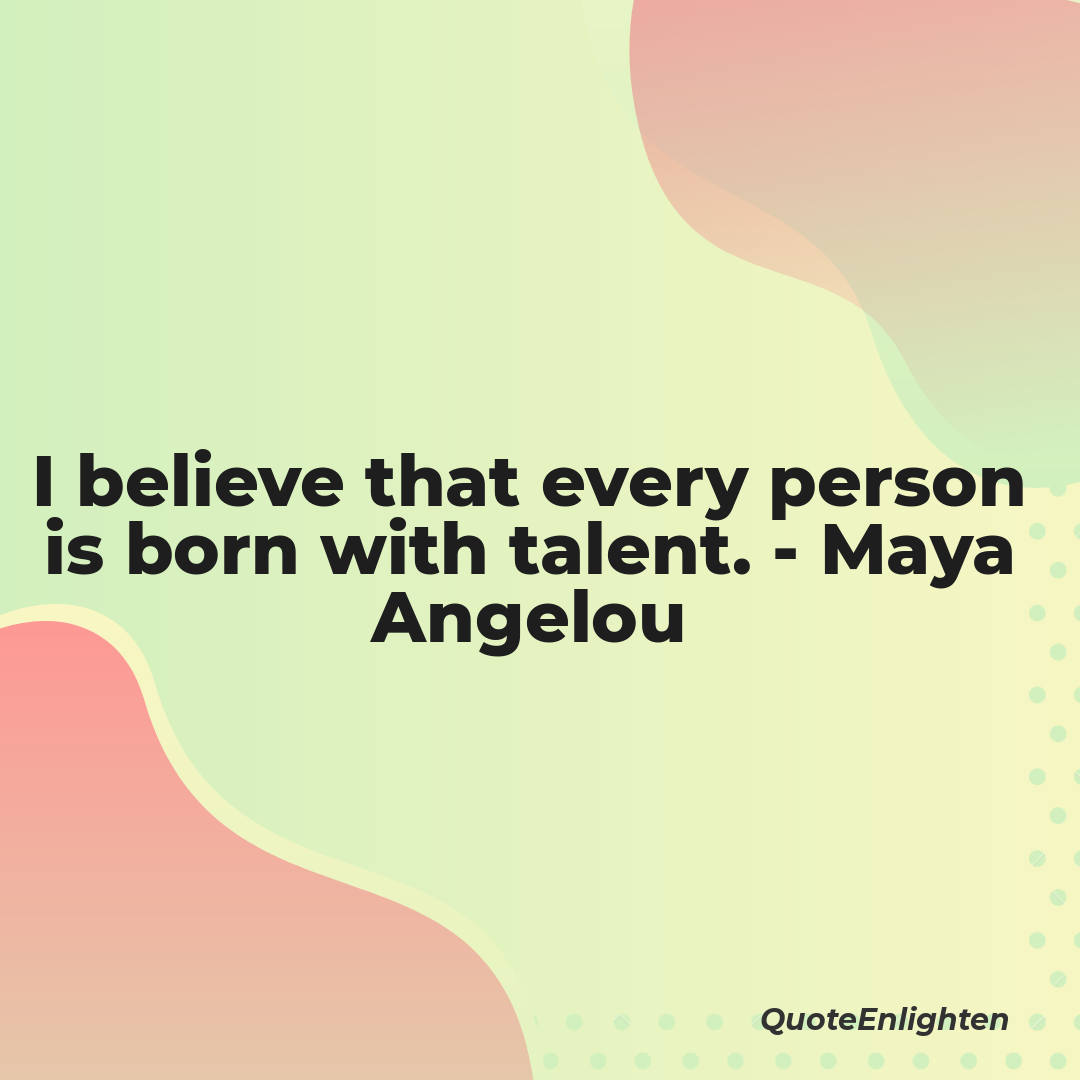 I believe that every person
is born with talent. - Maya
Angelou
QuoteEnlighten